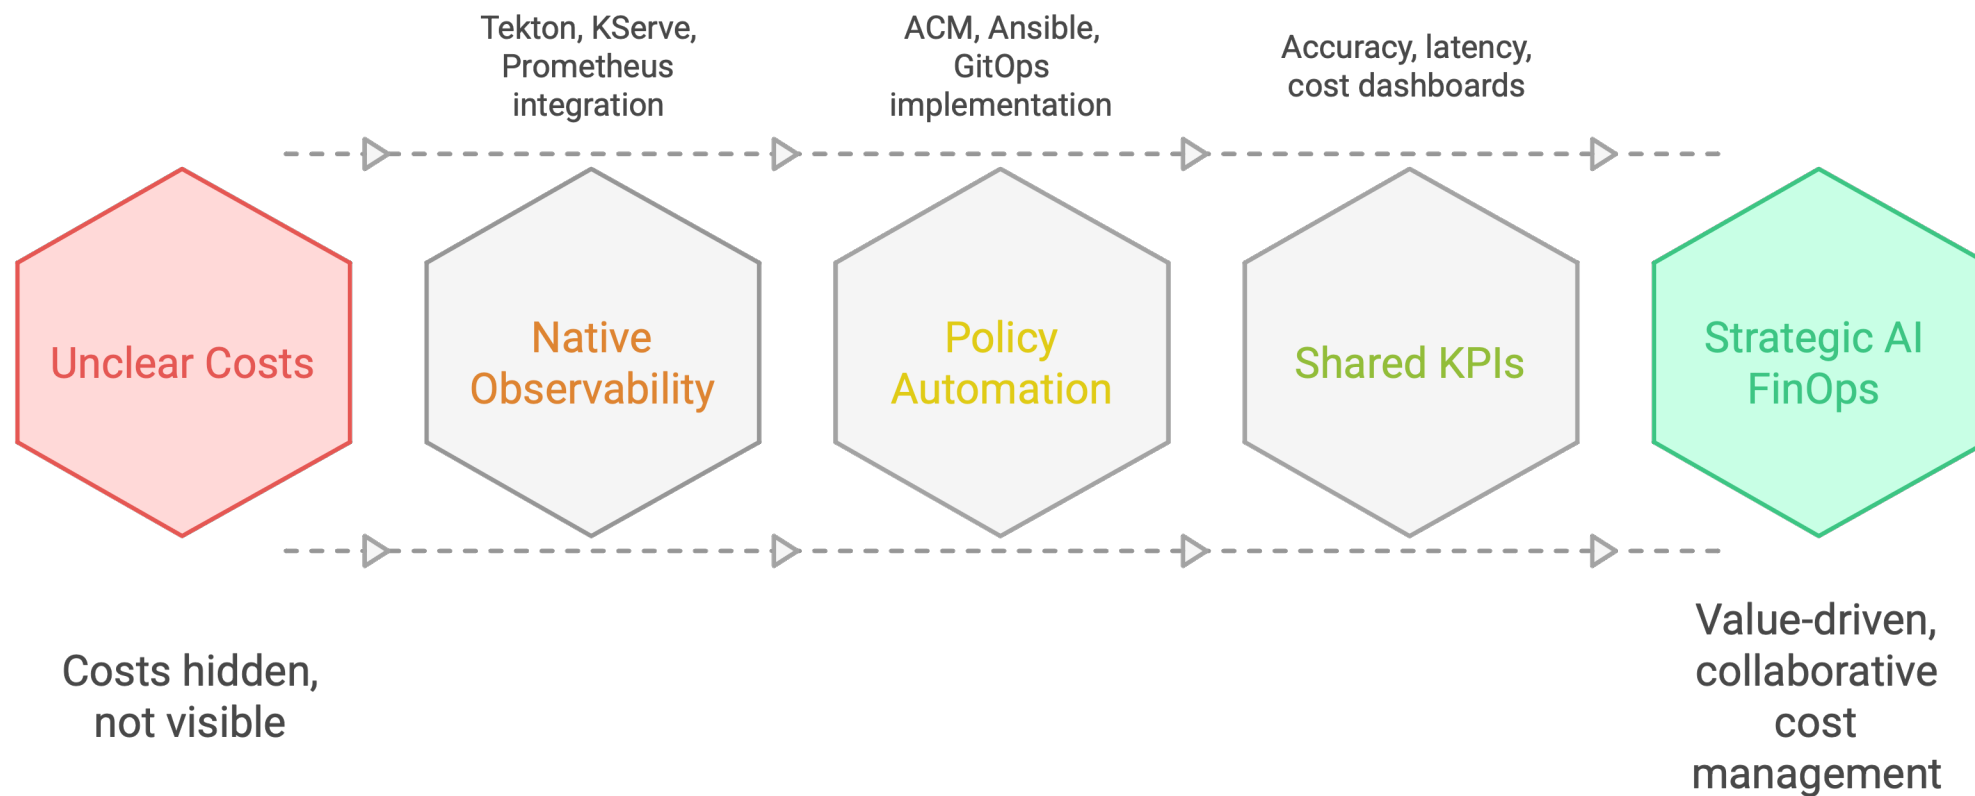 Tekton, KServe,
Prometheus
integration
ACM, Ansible,
GitOps
implementation
Accuracy, latency,
cost dashboards
Unclear Costs
Native
Observability
Policy
Automation
Shared KPIs
Strategic AI
FinOps
Costs hidden,
not visible
Value-driven,
collaborative
cost
management